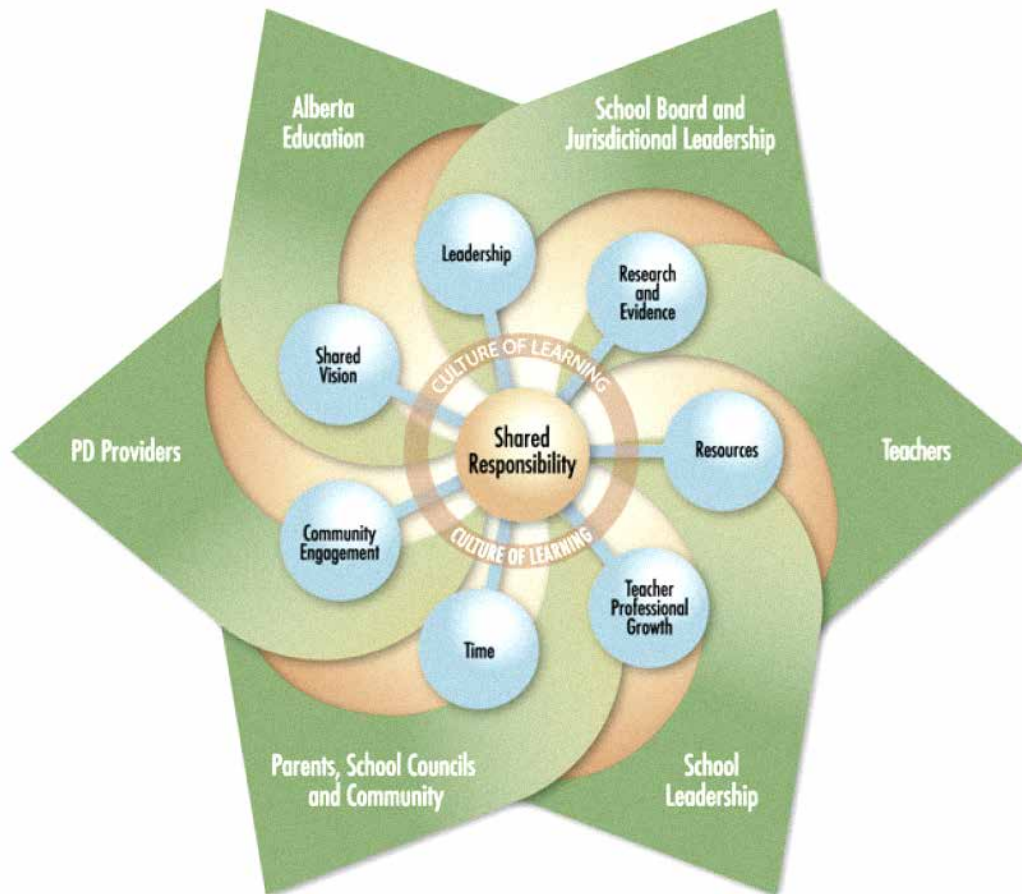 Alberta
Education
School Board and
Jurisdictional Leadership
Leadership
Research
and
Evidence
Shared
Vision
CULTURE OF LEARNING
PD Providers
Shared
Responsibility
Resources
Teachers
Community
Engagement
CULTURE OF LEARNING
Teacher
Professional
Growth
Time
Parents, School Councils
and Community
School
Leadership